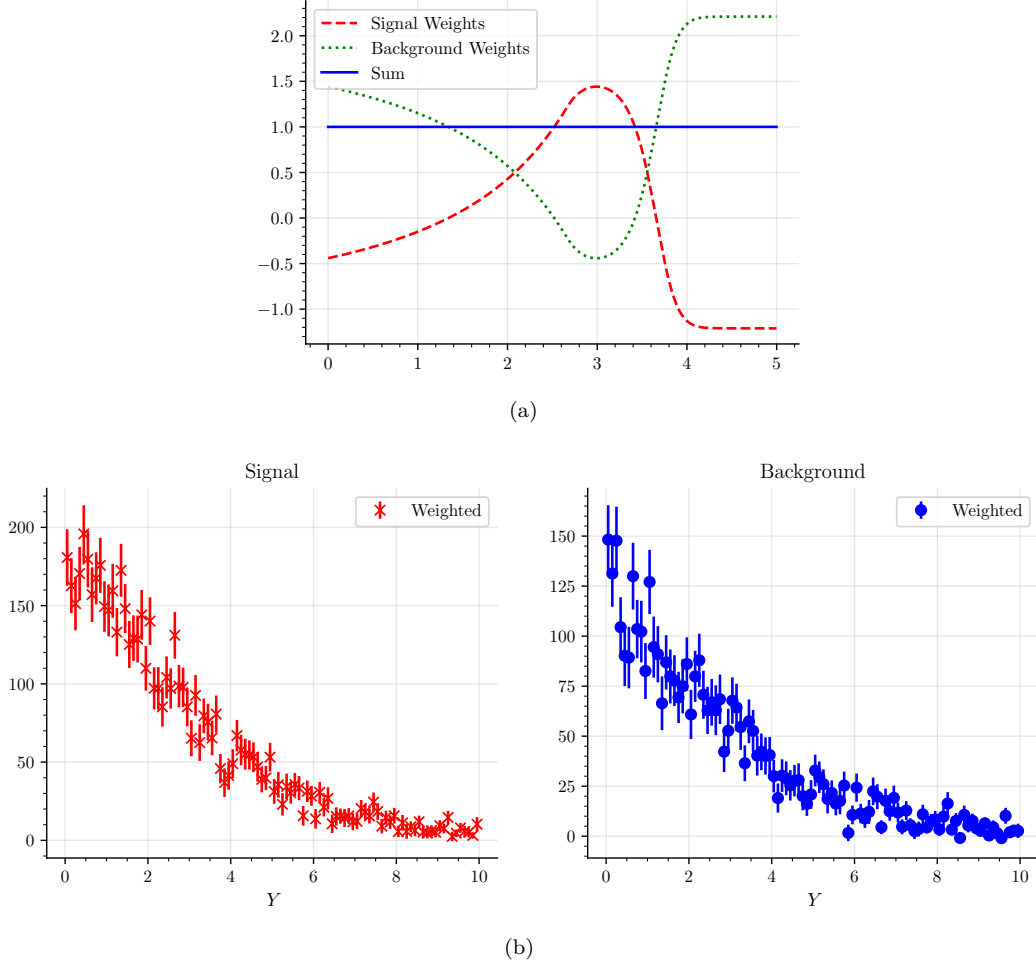 Signal Weights
Background Weights
Sum
2.0
1.5
1.0
0.5
0.0
−0.5
−1.0
0 1 2 3 4 5
(a)
Signal
Weighted
200
150
100
50
0
0 2 4 6 8 10
Y
Background
Weighted
150
125
100
75
50
25
0
0 2 4 6 8 10
Y
(b)